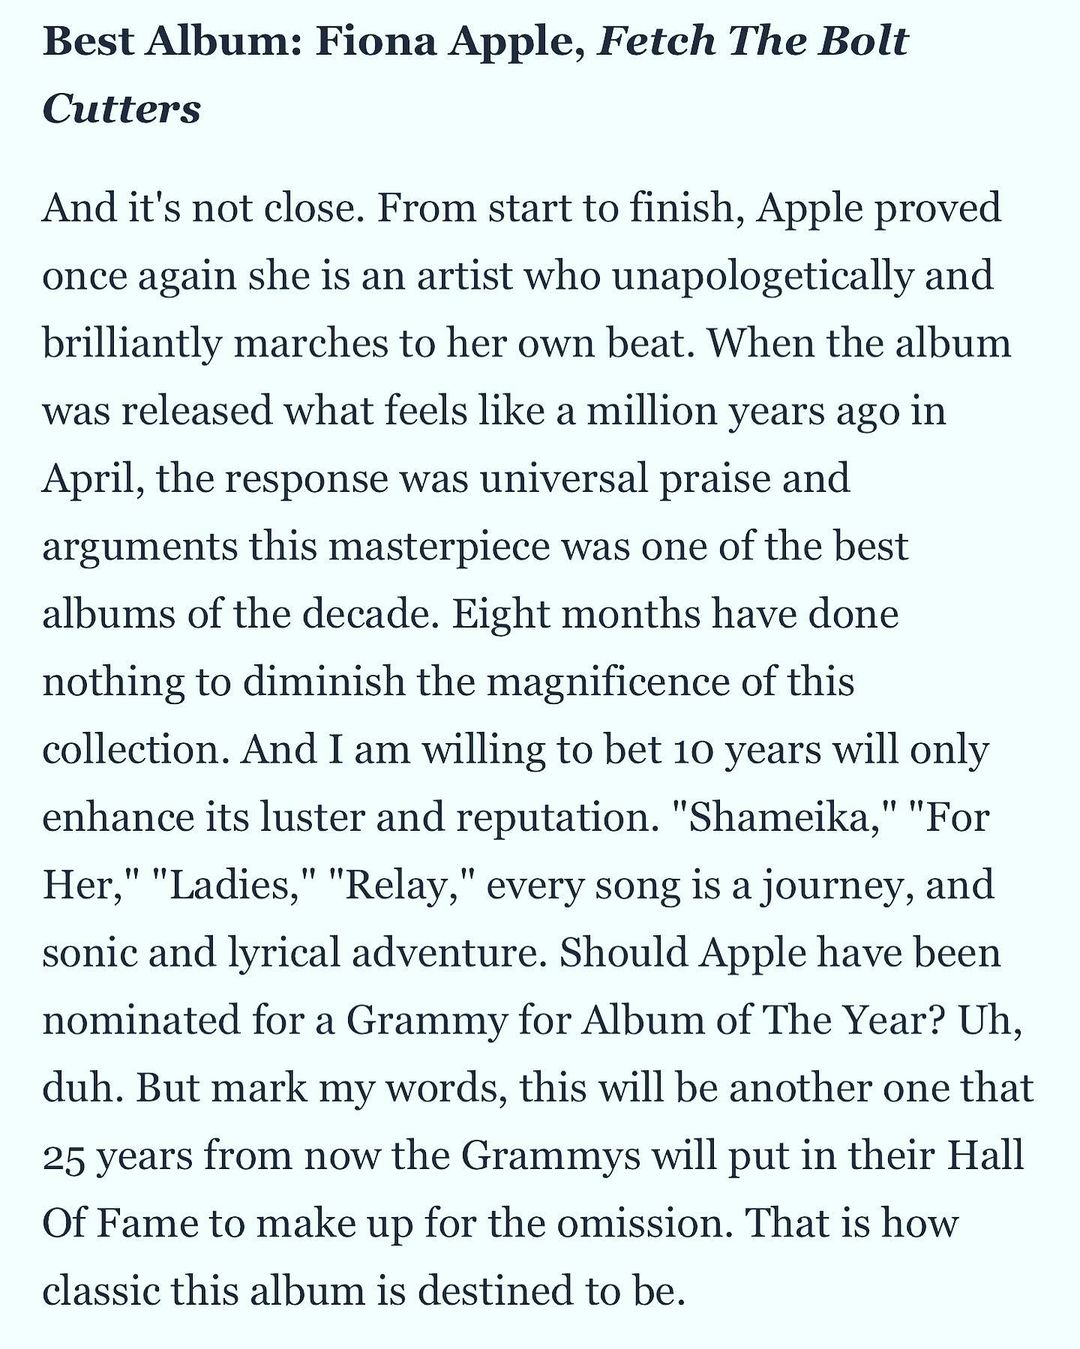 Best Album: Fiona Apple, Fetch The Bolt
Cutters
And it's not close. From start to finish, Apple proved
once again she is an artist who unapologetically and
brilliantly marches to her own beat. When the album
was released what feels like a million years ago in
April, the response was universal praise and
arguments this masterpiece was one of the best
albums of the decade. Eight months have done
nothing to diminish the magnificence of this
collection. And I am willing to bet 10 years will only
enhance its luster and reputation. "Shameika," "For
Her," "Ladies," "Relay," every song is a journey, and
sonic and lyrical adventure. Should Apple have been
nominated for a Grammy for Album of The Year? Uh,
duh. But mark my words, this will be another one that
25 years from now the Grammys will put in their Hall
Of Fame to make up for the omission. That is how
classic this album is destined to be.